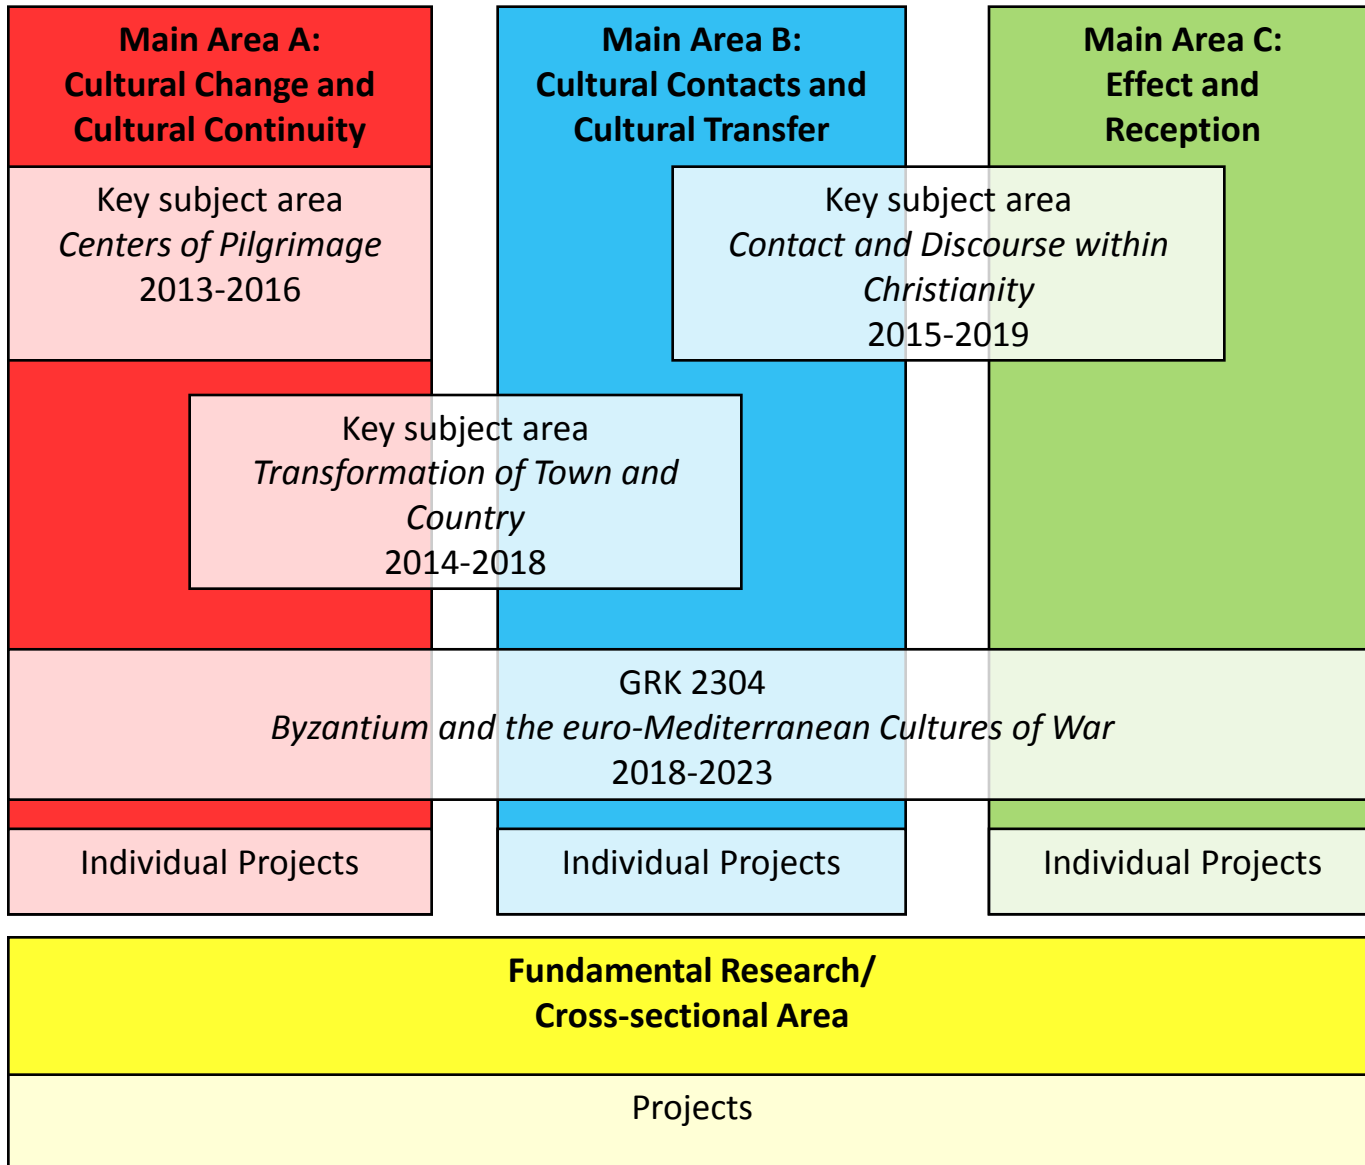 Main Area A:
Cultural Change and
Cultural Continuity
Main Area B:
Cultural Contacts and
Cultural Transfer
Main Area C:
Effect and
Reception
Key subject area
Centers of Pilgrimage
2013-2016
Key subject area
Contact and Discourse within
Christianity
2015-2019
Key subject area
Transformation of Town and
Country
2014-2018
GRK 2304
Byzantium and the euro-Mediterranean Cultures of War
2018-2023
Individual Projects
Individual Projects
Individual Projects
Fundamental Research/
Cross-sectional Area
Projects